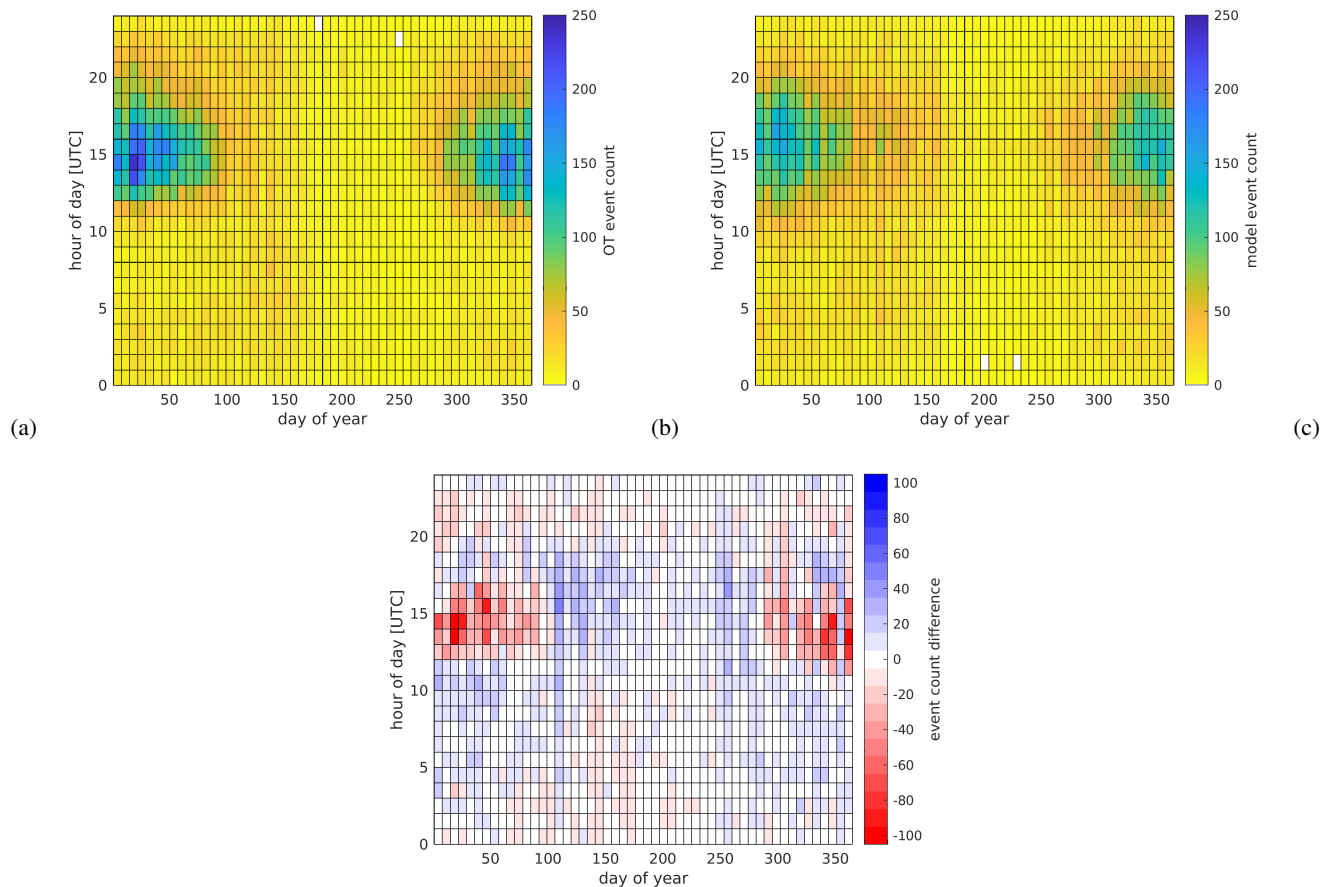 250
200
150
100
50
0
OT event count
20
15
10
5
0
hour of day [UTC]
50 100 150 200 250 300 350
day of year
(a)
250
200
150
100
50
0
model event count
20
15
10
5
0
hour of day [UTC]
50 100 150 200 250 300 350
day of year
(b)
(c)
100
80
60
40
20
0
-20
-40
-60
-80
-100
event count difference
20
15
10
5
0
hour of day [UTC]
50 100 150 200 250 300 350
day of year